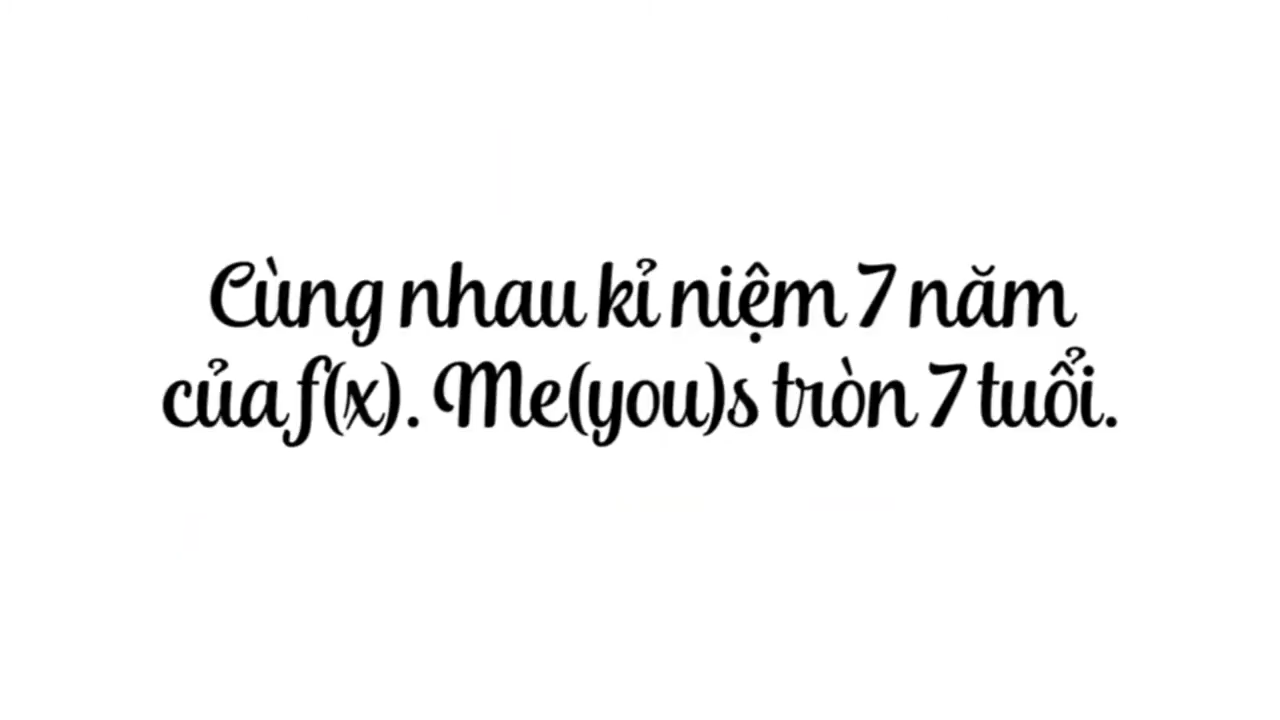 Cùng nhau kỉ niệm 7 năm
của f(x). Me(you)s tròn 7 tuổi.